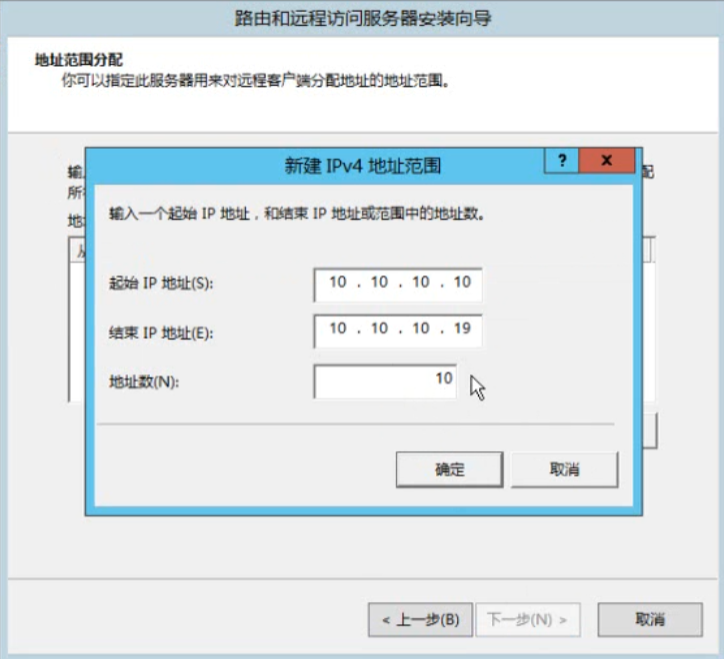 路由和远程访问服务器安装向导
地址范围分配
你可以指定此服务器用来对远程客户端分配地址的地址范围。
新建 IPv4 地址范围
?
x
输
配
所
输入一个起始 IP 地址，和结束 IP 地址或范围中的地址数。
地
从
起始 IP 地址(S):
10 . 10 . 10 . 10
结束 IP 地址(E):
10 . 10 . 10 . 19
地址数(N):
10
确定
取消
< 上一步(B)
下一步(N) >
取消